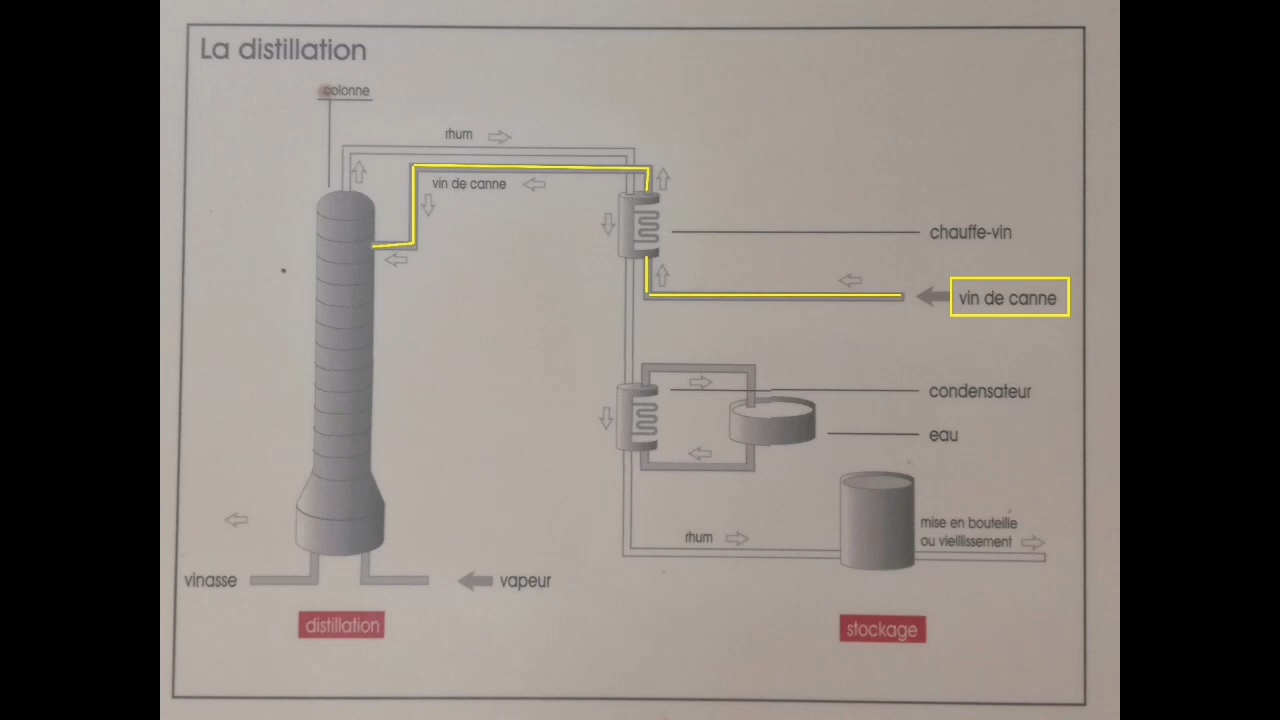 La distillation
colonne
rhum
vin de canne
chauffe-vin
vin de canne
condensateur
eau
mise en bouteille
ou vieillissement
rhum
vinasse
vapeur
distillation
stockage